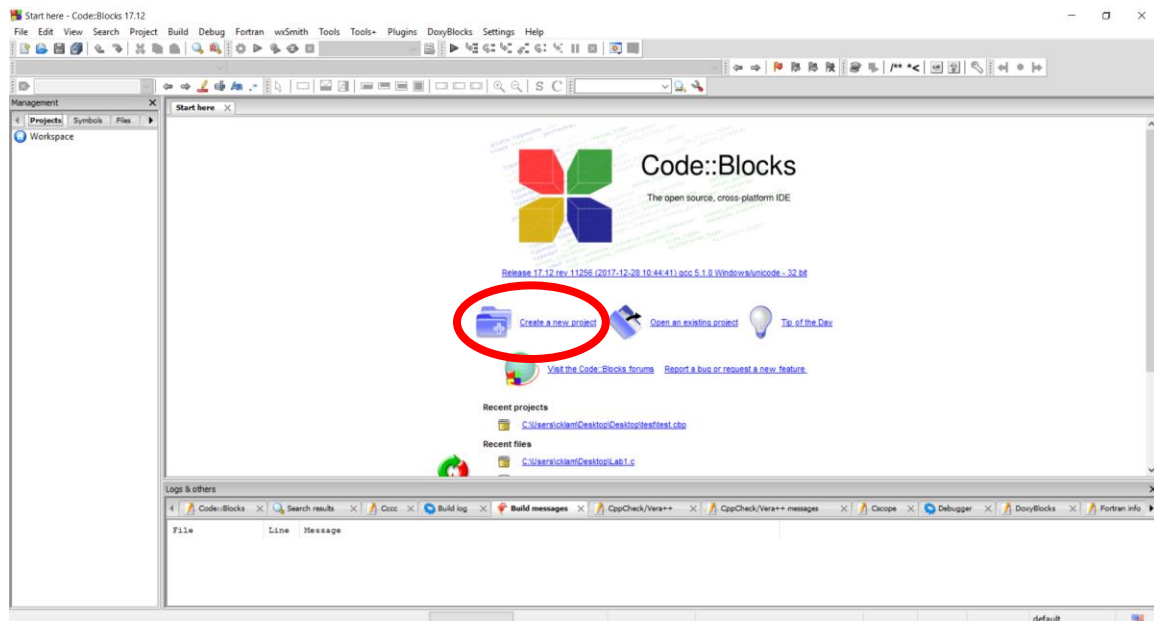 Start here - Code::Blocks 17.12
File Edit View Search Project Build Debug Fortran wxSmith Tools Tools+ Plugins DoxyBlocks Settings Help
/** *<
S C
Management
Projects Symbols Files
Workspace
Start here
Code::Blocks
The open source, cross-platform IDE
Release 17.12 rev 11256 (2017-12-28 10:44:41) gcc 5.1.0 Windows/unicode - 32 bit
Create a new project Open an existing project Tip of the Day
Visit the Code::Blocks forums Report a bug or request a new feature
Recent projects
C:\Users\cklam\Desktop\Desktop\test\test.cbp
Recent files
C:\Users\cklam\Desktop\Lab1.c
Logs & others
Code::Blocks Search results Cccc Build log Build messages CppCheck/Vera++ CppCheck/Vera++ messages Cscope Debugger DoxyBlocks Fortran info
File Line Message
default